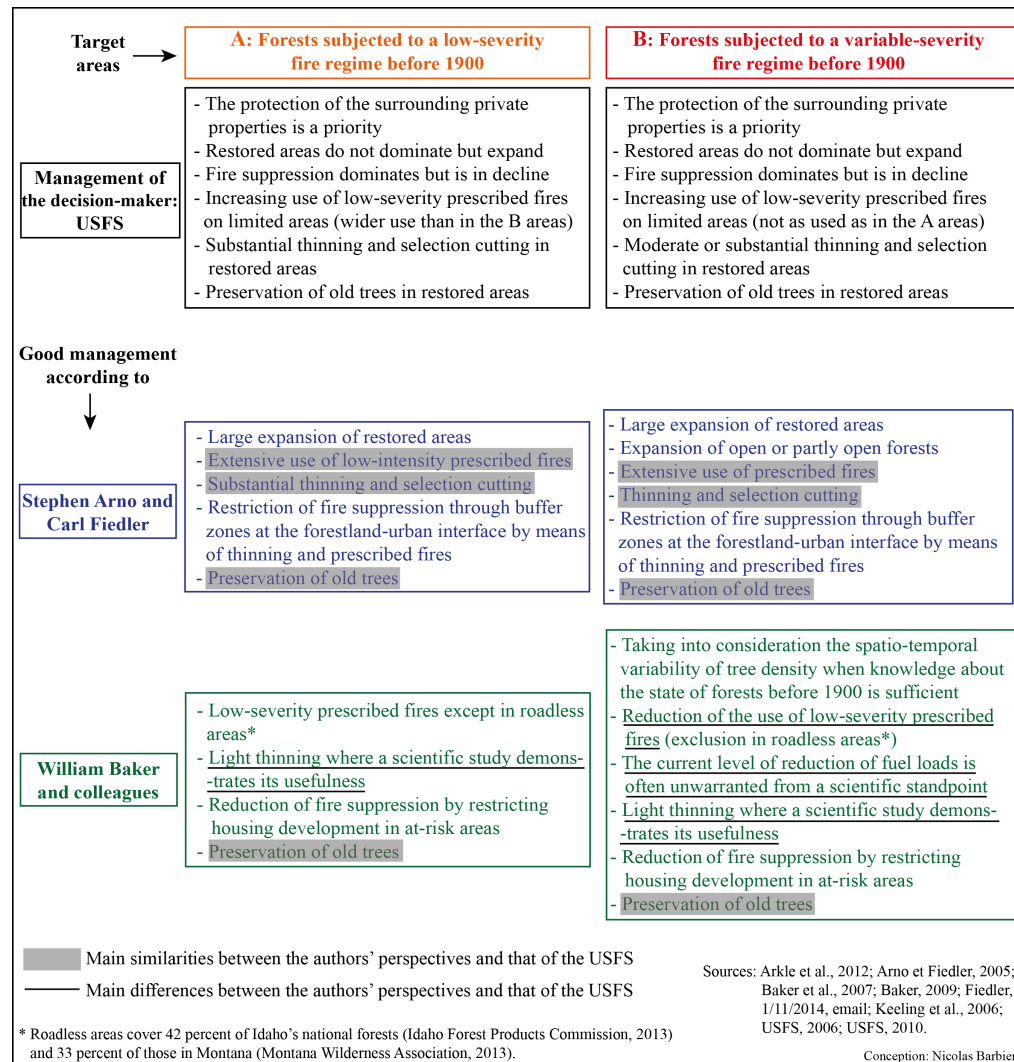 Target
areas
A: Forests subjected to a low-severity
fire regime before 1900
B: Forests subjected to a variable-severity
fire regime before 1900
Management of
the decision-maker:
USFS
- The protection of the surrounding private
properties is a priority
- Restored areas do not dominate but expand
- Fire suppression dominates but is in decline
- Increasing use of low-severity prescribed fires
on limited areas (wider use than in the B areas)
- Substantial thinning and selection cutting in
restored areas
- Preservation of old trees in restored areas
- The protection of the surrounding private
properties is a priority
- Restored areas do not dominate but expand
- Fire suppression dominates but is in decline
- Increasing use of low-severity prescribed fires
on limited areas (not as used as in the A areas)
- Moderate or substantial thinning and selection
cutting in restored areas
- Preservation of old trees in restored areas
Good management
according to
Stephen Arno and
Carl Fiedler
- Large expansion of restored areas
- Extensive use of low-intensity prescribed fires
- Substantial thinning and selection cutting
- Restriction of fire suppression through buffer
zones at the forestland-urban interface by means
of thinning and prescribed fires
- Preservation of old trees
- Large expansion of restored areas
- Expansion of open or partly open forests
- Extensive use of prescribed fires
- Thinning and selection cutting
- Restriction of fire suppression through buffer
zones at the forestland-urban interface by means
of thinning and prescribed fires
- Preservation of old trees
William Baker
and colleagues
- Low-severity prescribed fires except in roadless
areas*
- Light thinning where a scientific study demons-
-trates its usefulness
- Reduction of fire suppression by restricting
housing development in at-risk areas
- Preservation of old trees
- Taking into consideration the spatio-temporal
variability of tree density when knowledge about
the state of forests before 1900 is sufficient
- Reduction of the use of low-severity prescribed
fires (exclusion in roadless areas*)
- The current level of reduction of fuel loads is
often unwarranted from a scientific standpoint
- Light thinning where a scientific study demons-
-trates its usefulness
- Reduction of fire suppression by restricting
housing development in at-risk areas
- Preservation of old trees
Main similarities between the authors' perspectives and that of the USFS
Main differences between the authors' perspectives and that of the USFS
* Roadless areas cover 42 percent of Idaho's national forests (Idaho Forest Products Commission, 2013)
and 33 percent of those in Montana (Montana Wilderness Association, 2013).
Sources: Arkle et al., 2012; Arno et Fiedler, 2005;
Baker et al., 2007; Baker, 2009; Fiedler,
1/11/2014, email; Keeling et al., 2006;
USFS, 2006; USFS, 2010.
Conception: Nicolas Barbier